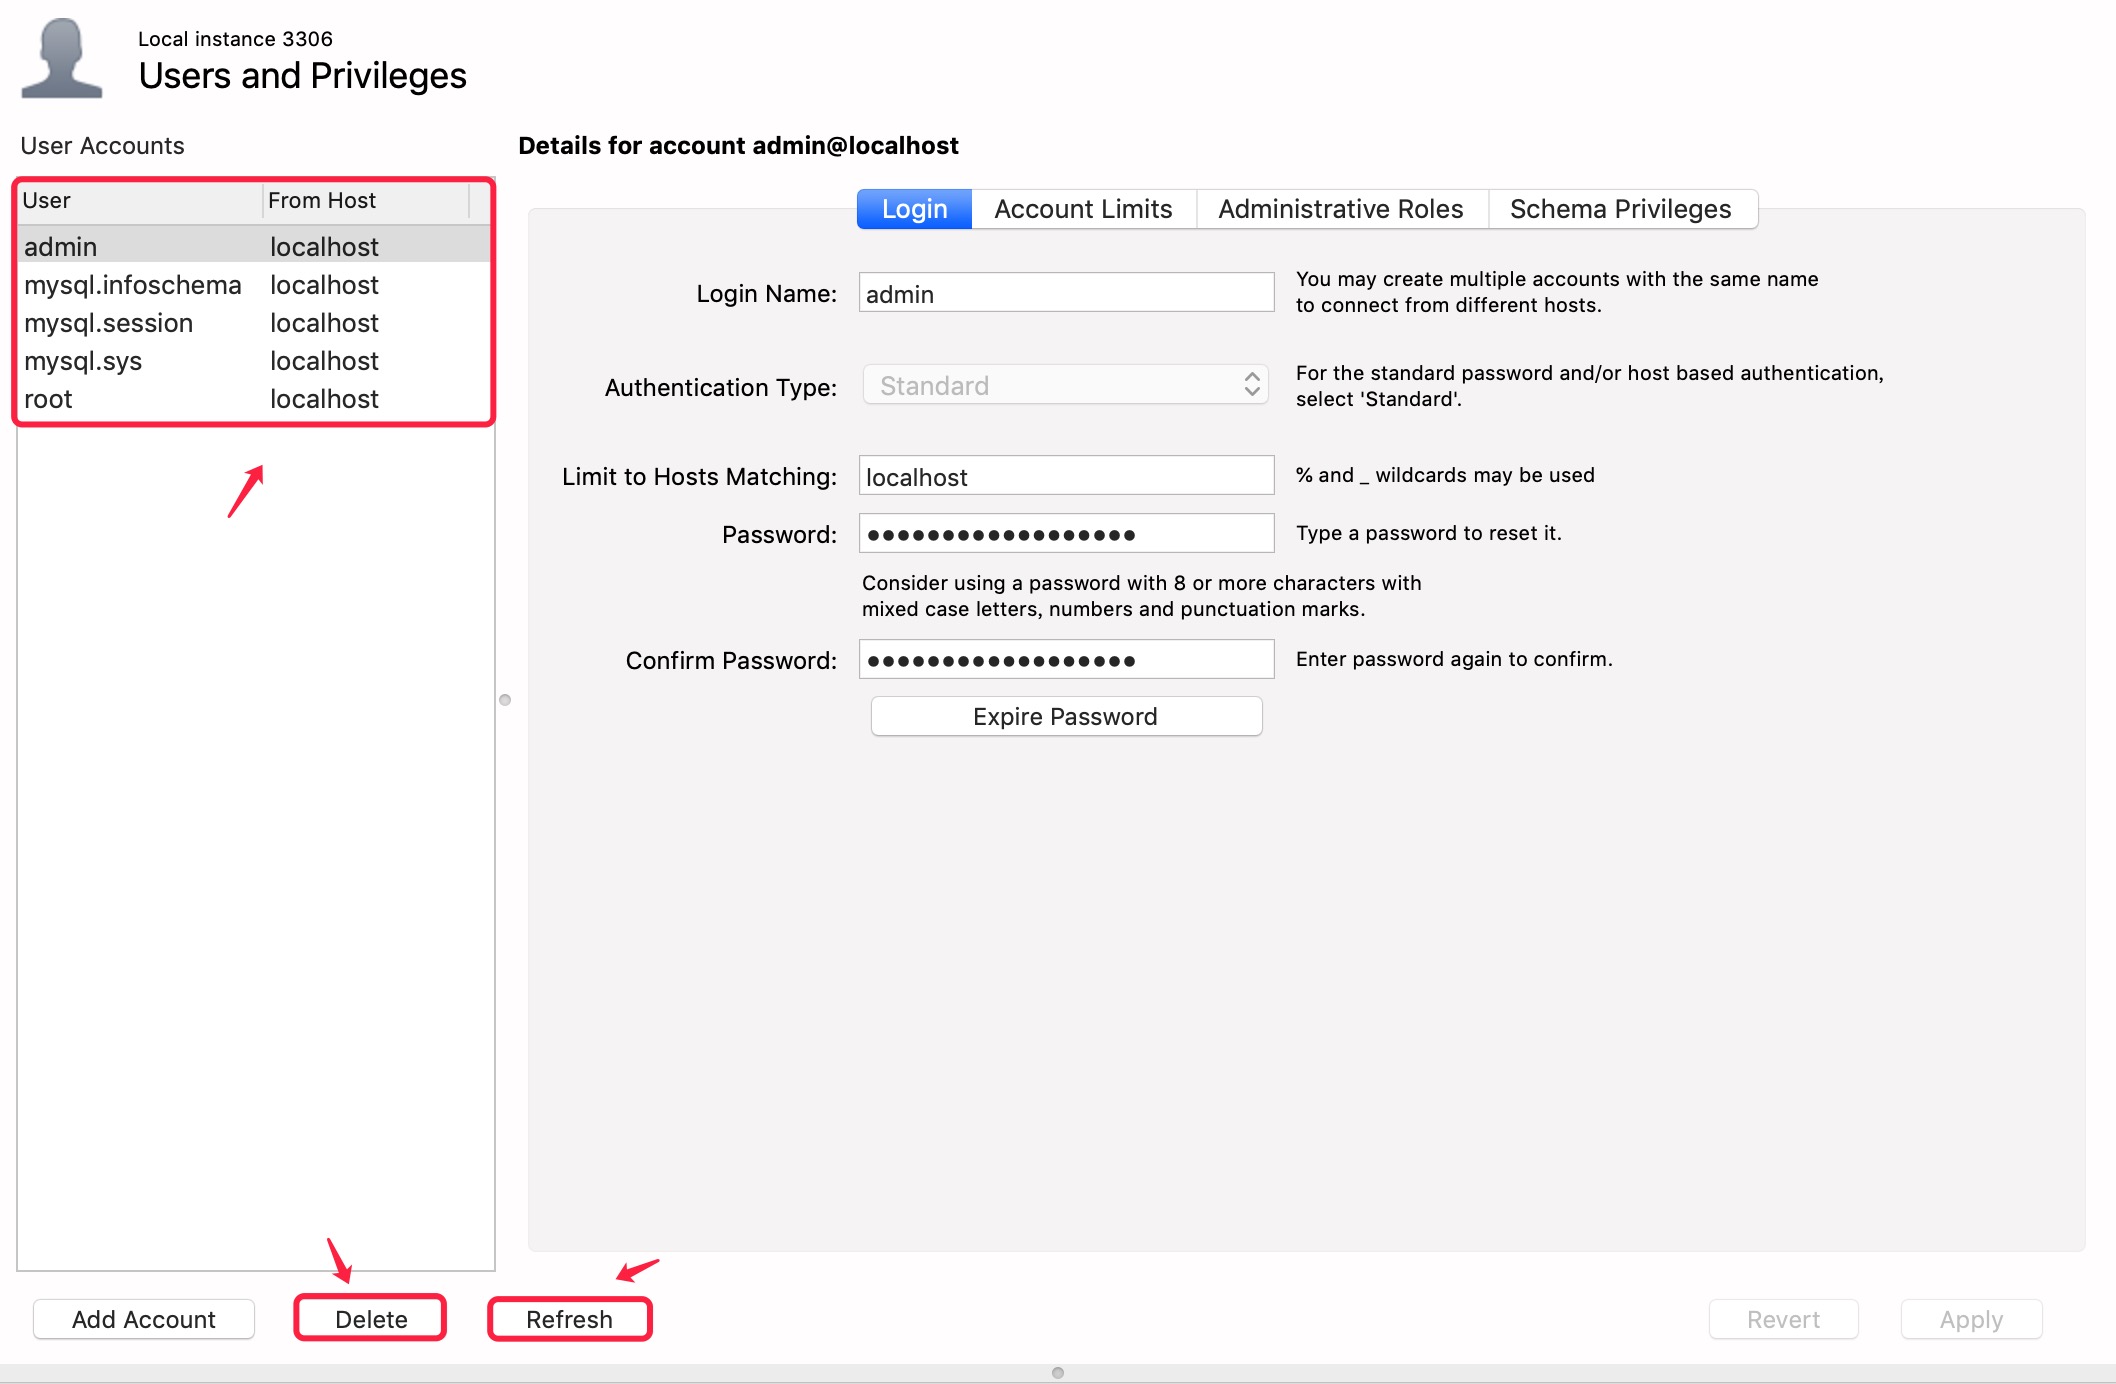 Local instance 3306
Users and Privileges
User Accounts
Details for account admin@localhost
User From Host
admin localhost
mysql.infoschema localhost
mysql.session localhost
mysql.sys localhost
root localhost
Login Account Limits Administrative Roles Schema Privileges
Login Name: admin
You may create multiple accounts with the same name
to connect from different hosts.
Authentication Type: Standard
For the standard password and/or host based authentication,
select 'Standard'.
Limit to Hosts Matching: localhost % and _ wildcards may be used
Password: •••••••••••••••••• Type a password to reset it.
Consider using a password with 8 or more characters with
mixed case letters, numbers and punctuation marks.
Confirm Password: •••••••••••••••••• Enter password again to confirm.
Expire Password
Add Account Delete Refresh Revert Apply